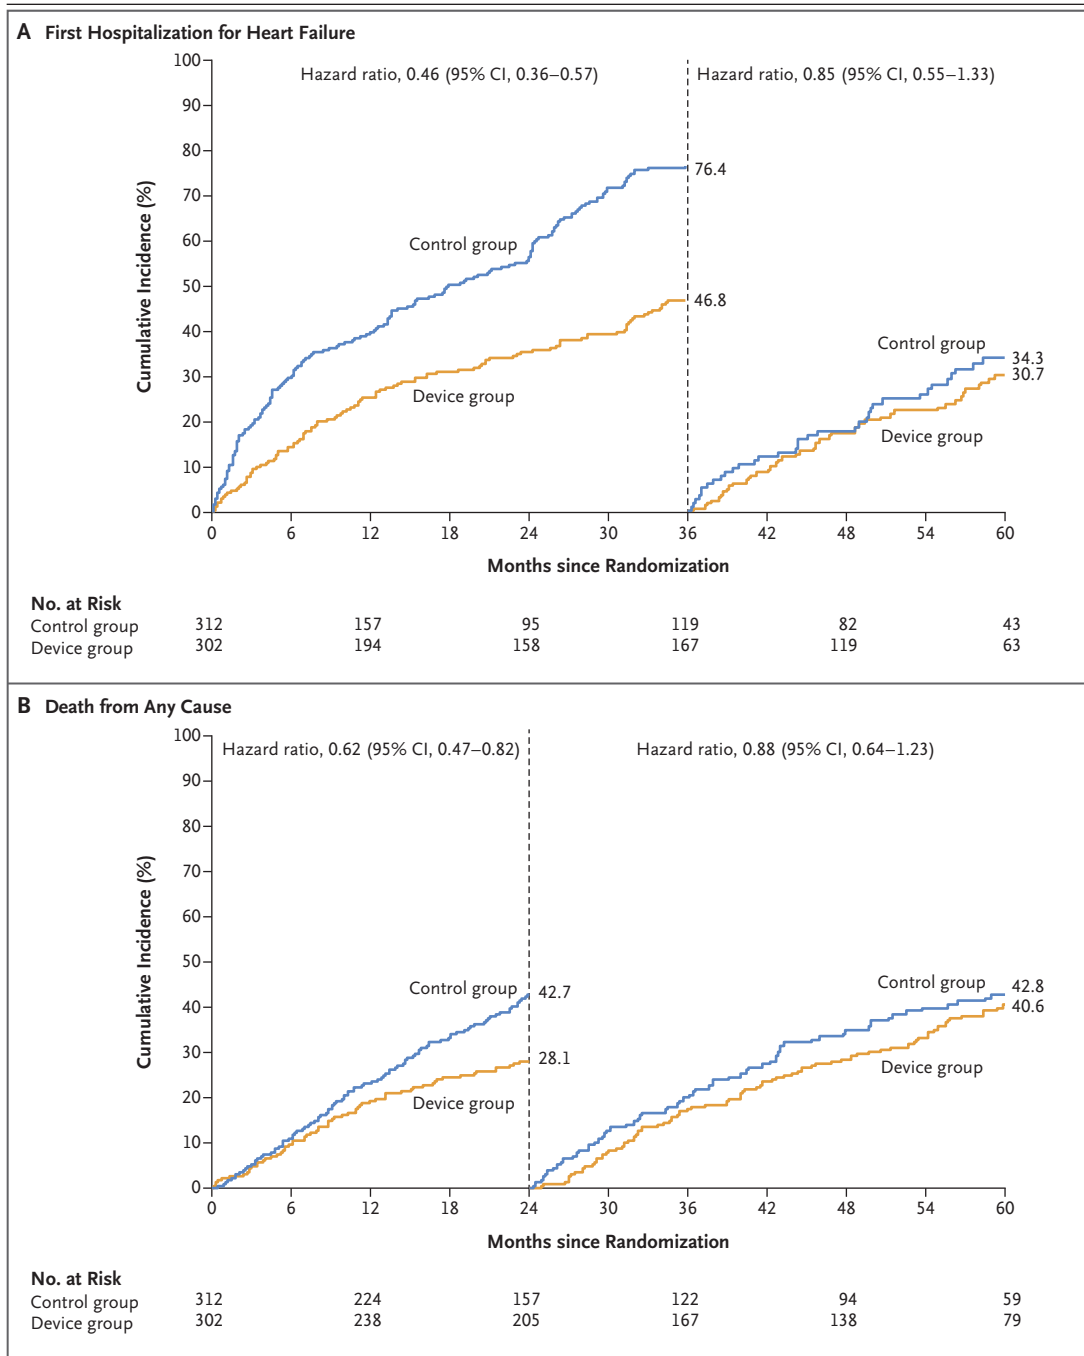 A First Hospitalization for Heart Failure
Hazard ratio, 0.46 (95% CI, 0.36–0.57)
Hazard ratio, 0.85 (95% CI, 0.55–1.33)
Cumulative Incidence (%)
100
90
80
70
60
50
40
30
20
10
0
Control group
76.4
Device group
46.8
Control group
34.3
30.7
Device group
0 6 12 18 24 30 36 42 48 54 60
Months since Randomization
No. at Risk
Control group 312 157 95 119 82 43
Device group 302 194 158 167 119 63
B Death from Any Cause
Hazard ratio, 0.62 (95% CI, 0.47–0.82)
Hazard ratio, 0.88 (95% CI, 0.64–1.23)
Cumulative Incidence (%)
100
90
80
70
60
50
40
30
20
10
0
Control group
42.7
Device group
28.1
Control group
42.8
40.6
Device group
0 6 12 18 24 30 36 42 48 54 60
Months since Randomization
No. at Risk
Control group 312 224 157 122 94 59
Device group 302 238 205 167 138 79